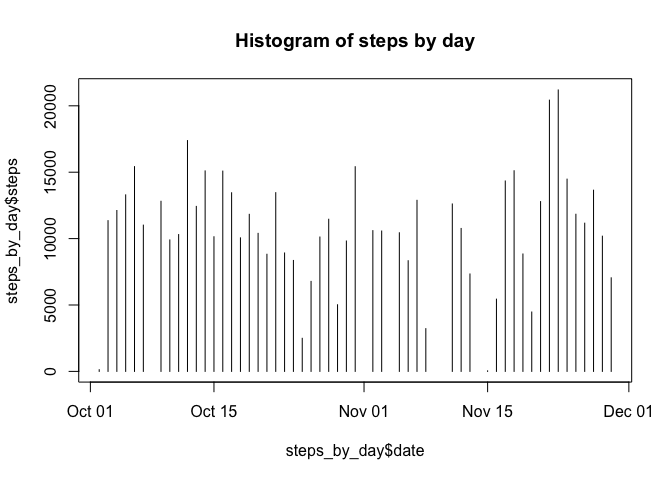 Histogram of steps by day
steps_by_day$steps
20000
15000
10000
5000
0
Oct 01 Oct 15 Nov 01 Nov 15 Dec 01
steps_by_day$date